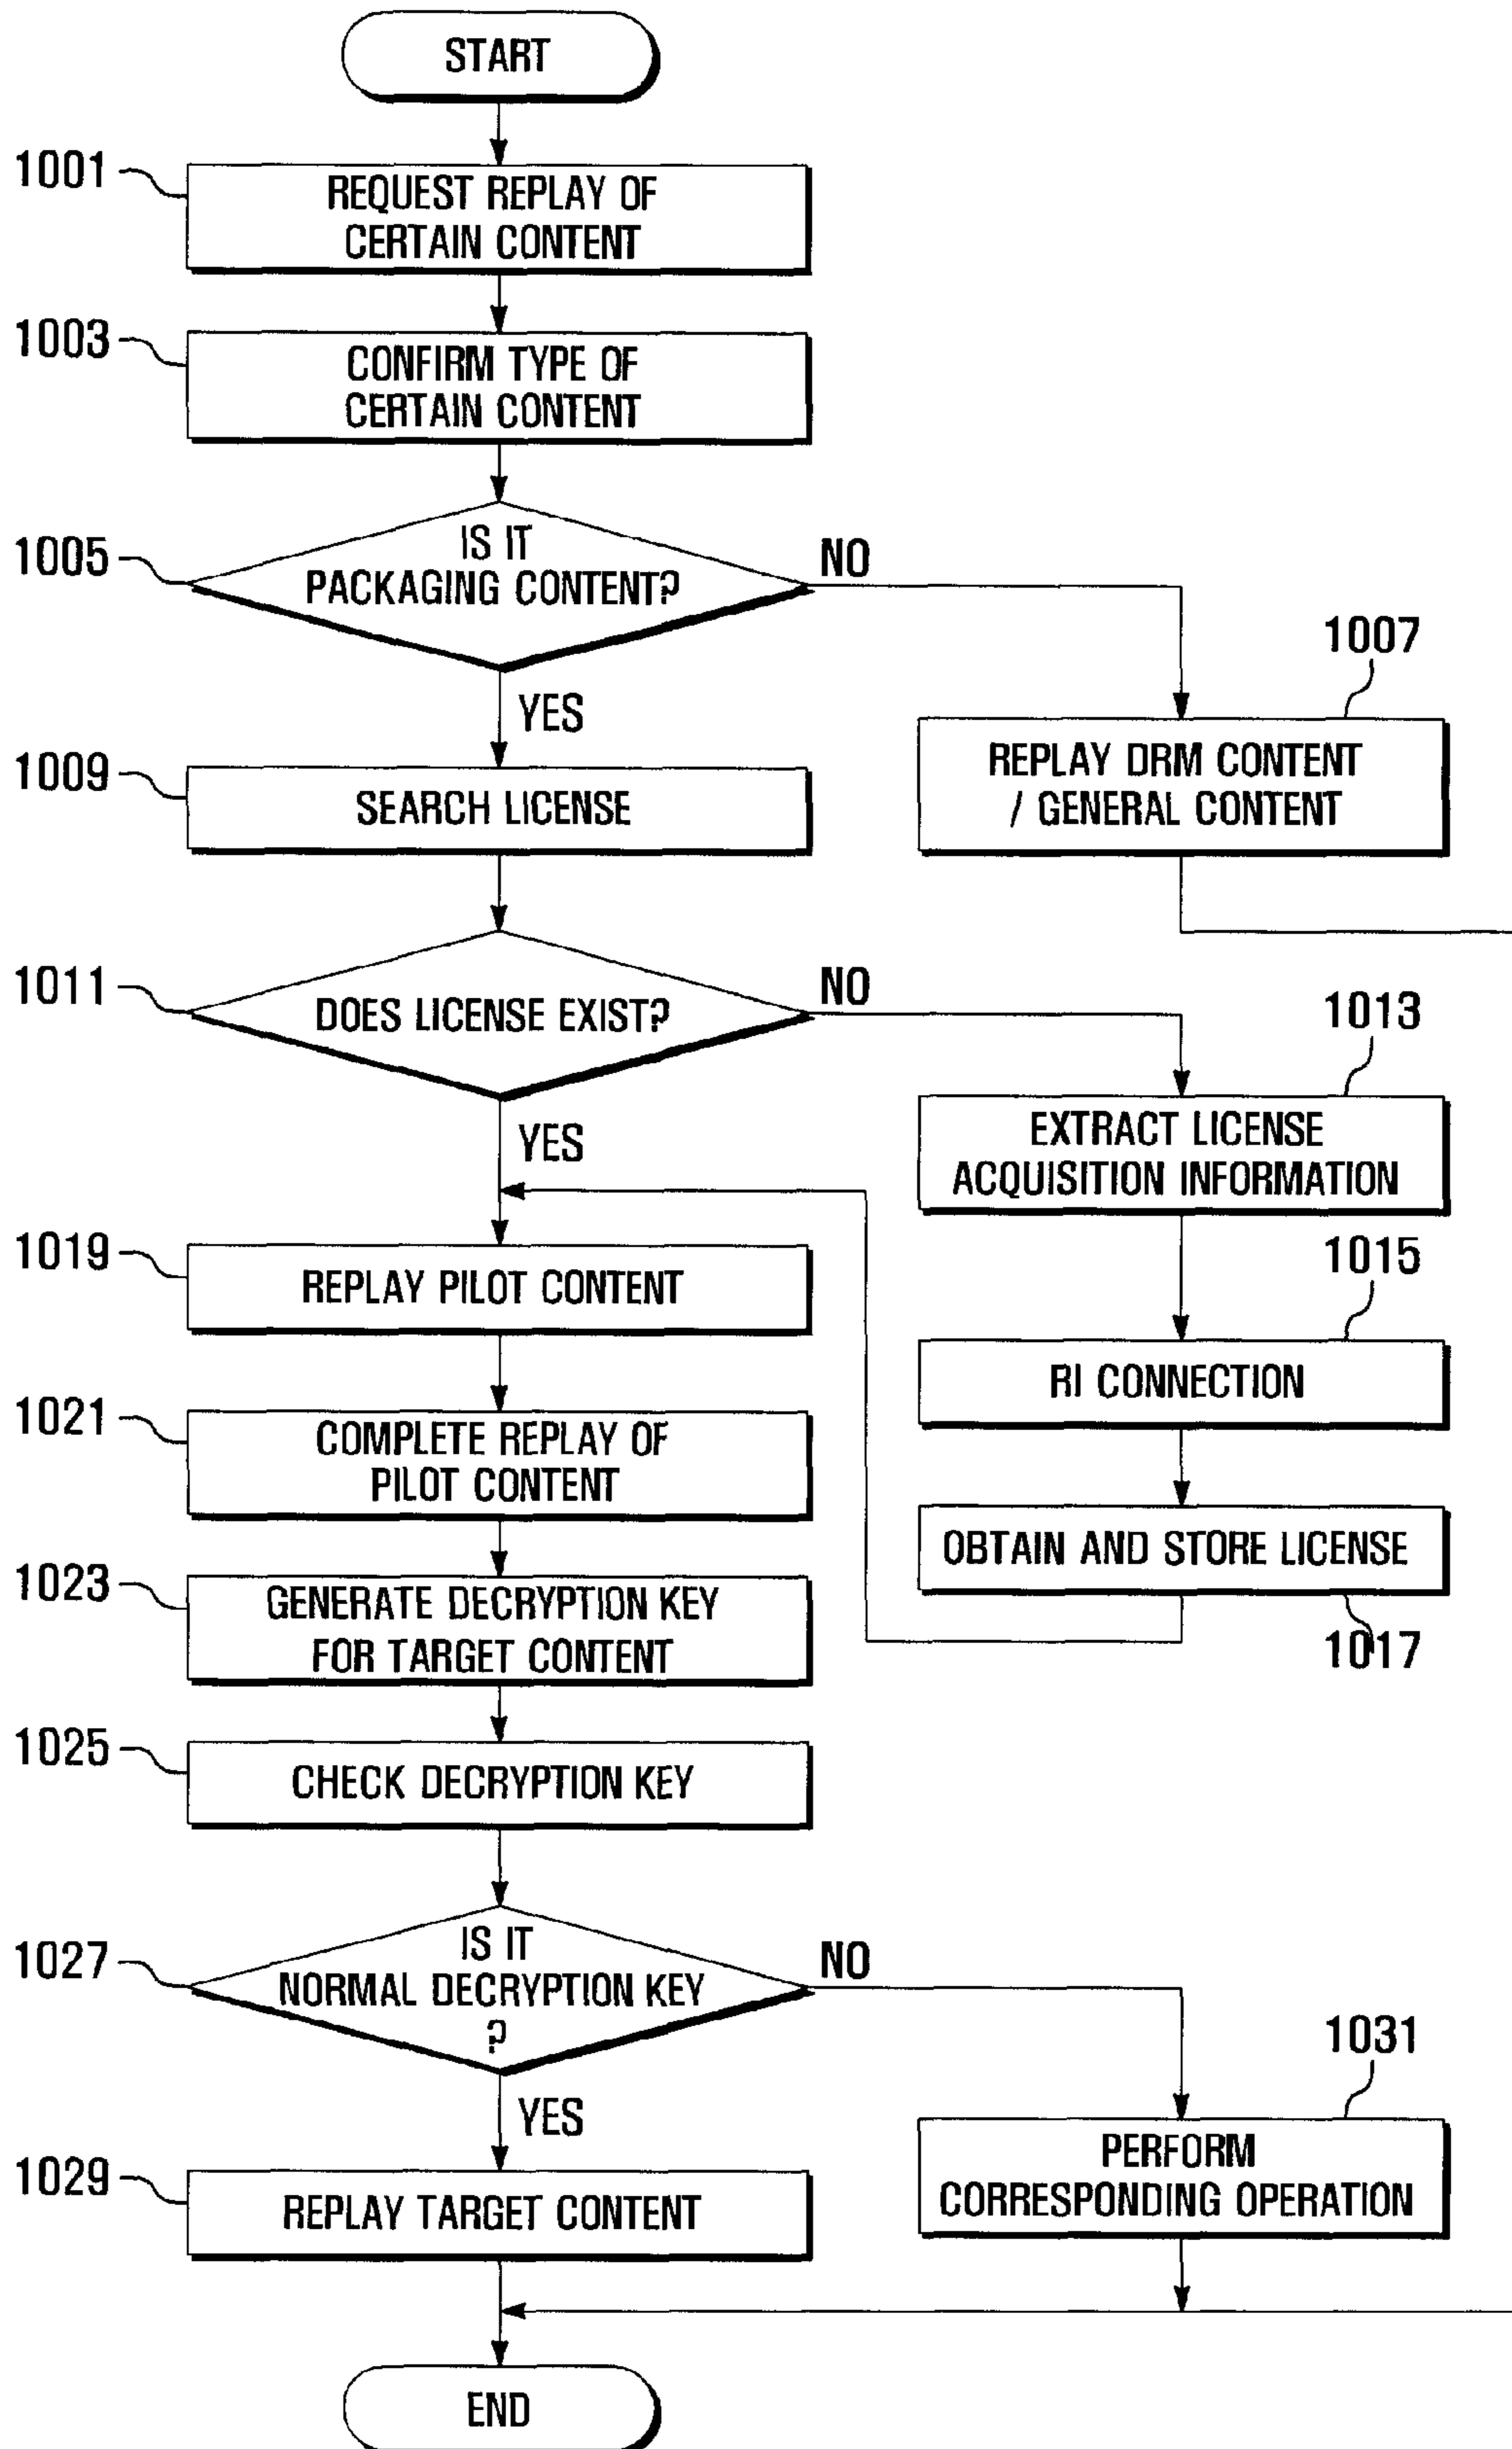 START
1001
REQUEST REPLAY OF
CERTAIN CONTENT
1003
CONFIRM TYPE OF
CERTAIN CONTENT
1005
IS IT
PACKAGING CONTENT?
NO
YES
1007
REPLAY DRM CONTENT
/ GENERAL CONTENT
1009
SEARCH LICENSE
1011
DOES LICENSE EXIST?
NO
YES
1013
EXTRACT LICENSE
ACQUISITION INFORMATION
1015
RI CONNECTION
OBTAIN AND STORE LICENSE
1017
1019
REPLAY PILOT CONTENT
1021
COMPLETE REPLAY OF
PILOT CONTENT
1023
GENERATE DECRYPTION KEY
FOR TARGET CONTENT
1025
CHECK DECRYPTION KEY
1027
IS IT
NORMAL DECRYPTION KEY
?
NO
YES
1031
PERFORM
CORRESPONDING OPERATION
1029
REPLAY TARGET CONTENT
END